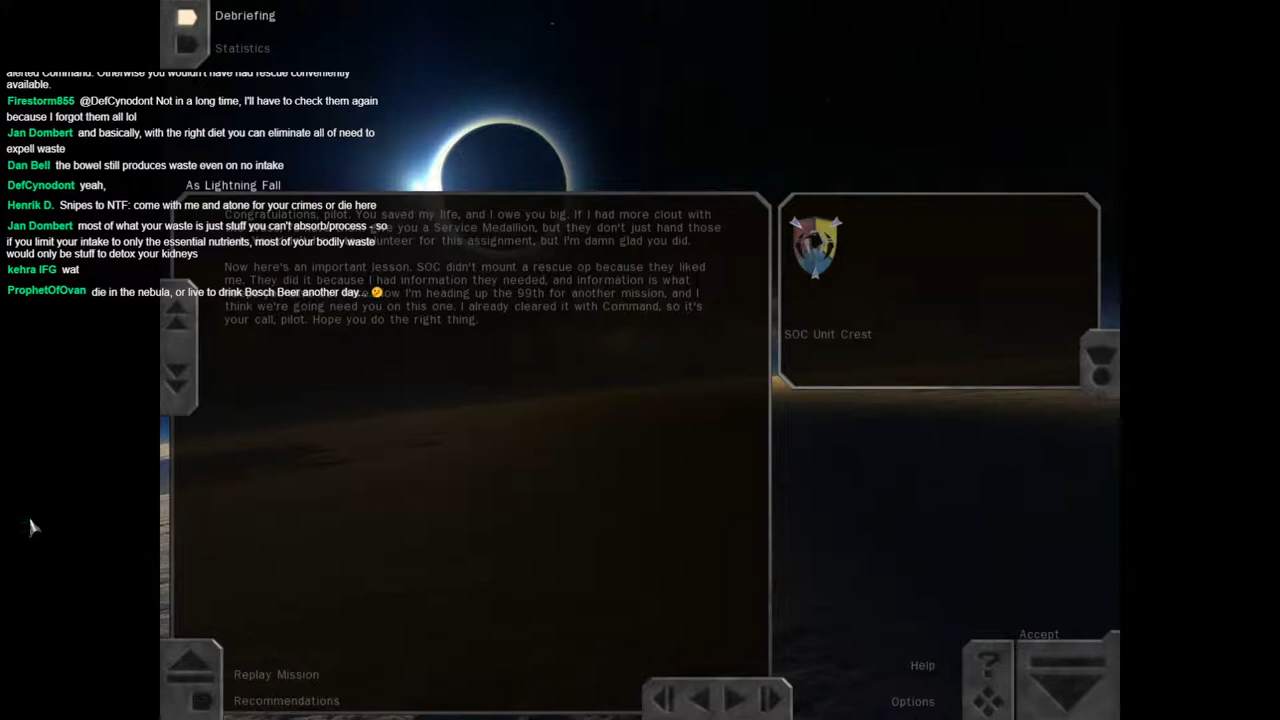 Debriefing
Statistics
alerted Command. Otherwise you wouldn't have had rescue conveniently
available.
Firestorm855 @DefCynodont Not in a long time, I'll have to check them again
because I forgot them all lol
Jan Dombert and basically, with the right diet you can eliminate all of need to
expell waste
Dan Bell the bowel still produces waste even on no intake
DefCynodont yeah,
As Lightning Fall
Henrik D. Snipes to NTF: come with me and atone for your crimes or die here
Jan Dombert most of what your waste is just stuff you can't absorb/process - so
if you limit your intake to only the essential nutrients, most of your bodily waste
would only be stuff to detox your kidneys
kehra IFG wat
ProphetOfOvan die in the nebula, or live to drink Bosch Beer another day... 🤔
Congratulations, pilot. You saved my life, and I owe you big. If I had more clout with
you a Service Medallion, but they don't just hand those
unteer for this assignment, but I'm damn glad you did.
Now here's an important lesson. SOC didn't mount a rescue op because they liked
me. They did it because I had information they needed, and information is what
now I'm heading up the 99th for another mission, and I
think we're going need you on this one. I already cleared it with Command, so it's
your call, pilot. Hope you do the right thing.
SOC Unit Crest
Accept
Help
Options
Replay Mission
Recommendations